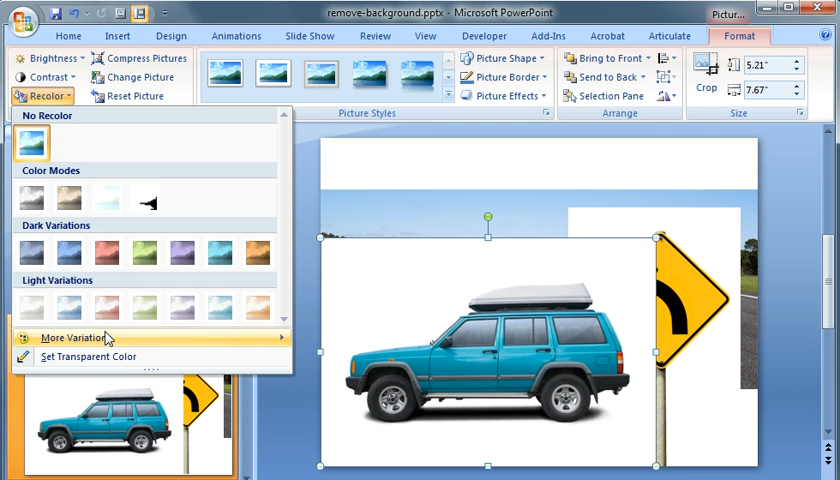 remove-background.pptx - Microsoft PowerPoint
Pictur...
Home Insert Design Animations Slide Show Review View Developer Add-Ins Acrobat Articulate Format
Brightness Compress Pictures Picture Shape Bring to Front 5.21"
Contrast Change Picture Picture Border Send to Back Crop 7.67"
Recolor Reset Picture Picture Effects Selection Pane
Picture Styles Arrange Size
No Recolor
Color Modes
Dark Variations
Light Variations
More Variation
Set Transparent Color